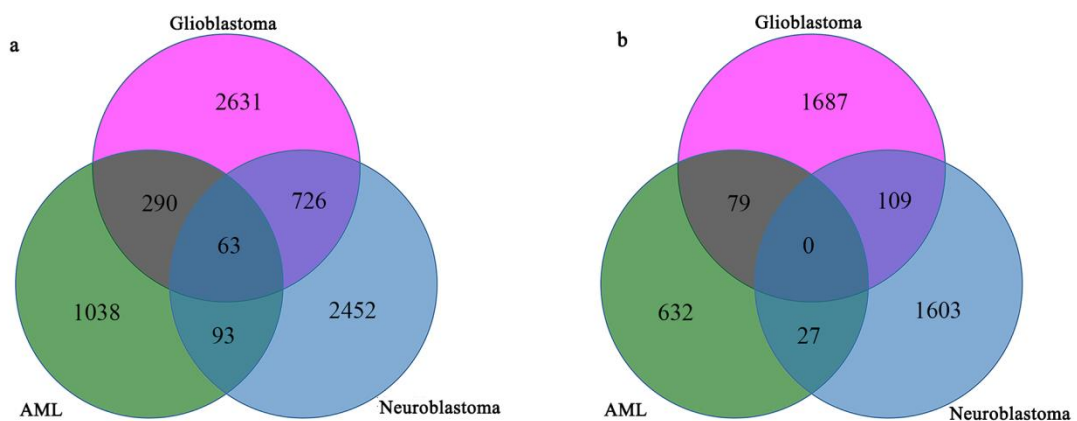 a
Glioblastoma
2631
290
726
63
1038
93
2452
AML
Neuroblastoma
b
Glioblastoma
1687
79
109
0
632
27
1603
AML
Neuroblastoma